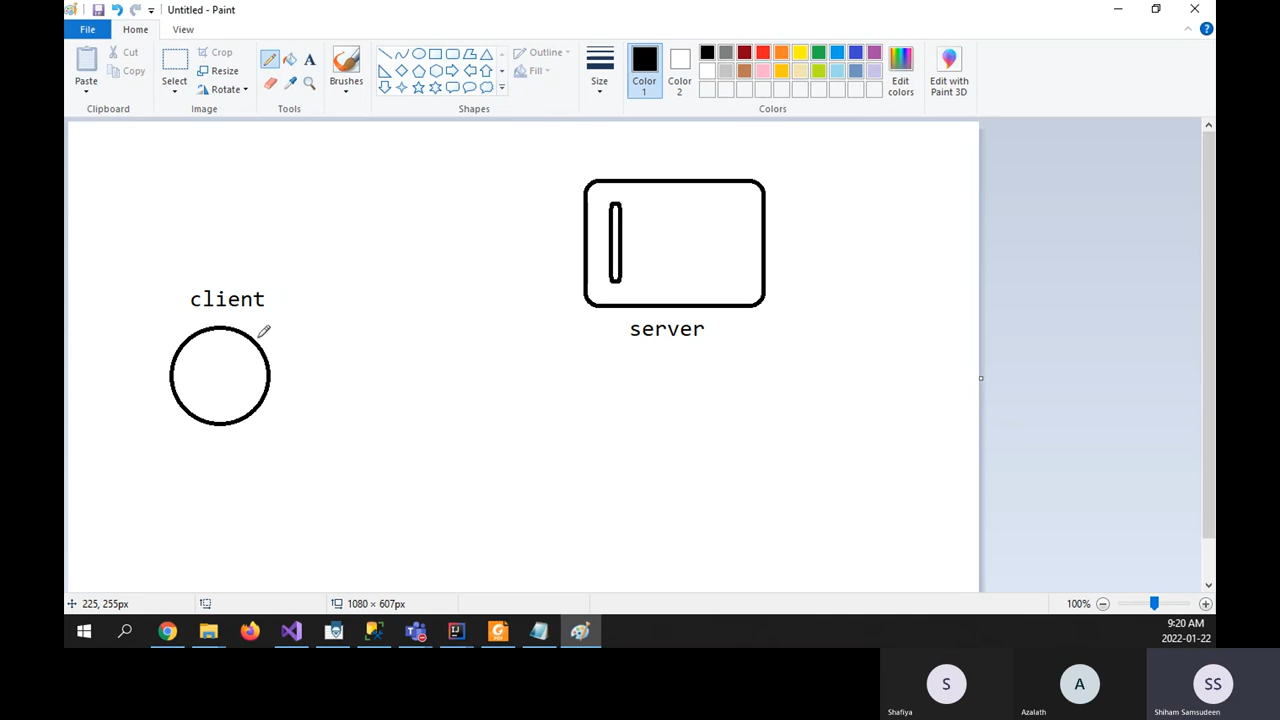 Untitled - Paint
File
Home
View
Paste
Cut
Copy
Clipboard
Select
Crop
Resize
Rotate
Image
A
Tools
Brushes
Outline
Fill
Shapes
Size
Color
1
Color
2
Edit
colors
Colors
Edit with
Paint 3D
client
server
225, 255px
1080 × 607px
100%
9:20 AM
2022-01-22
S
Shafiya
A
Azalath
SS
Shiham Samsudeen